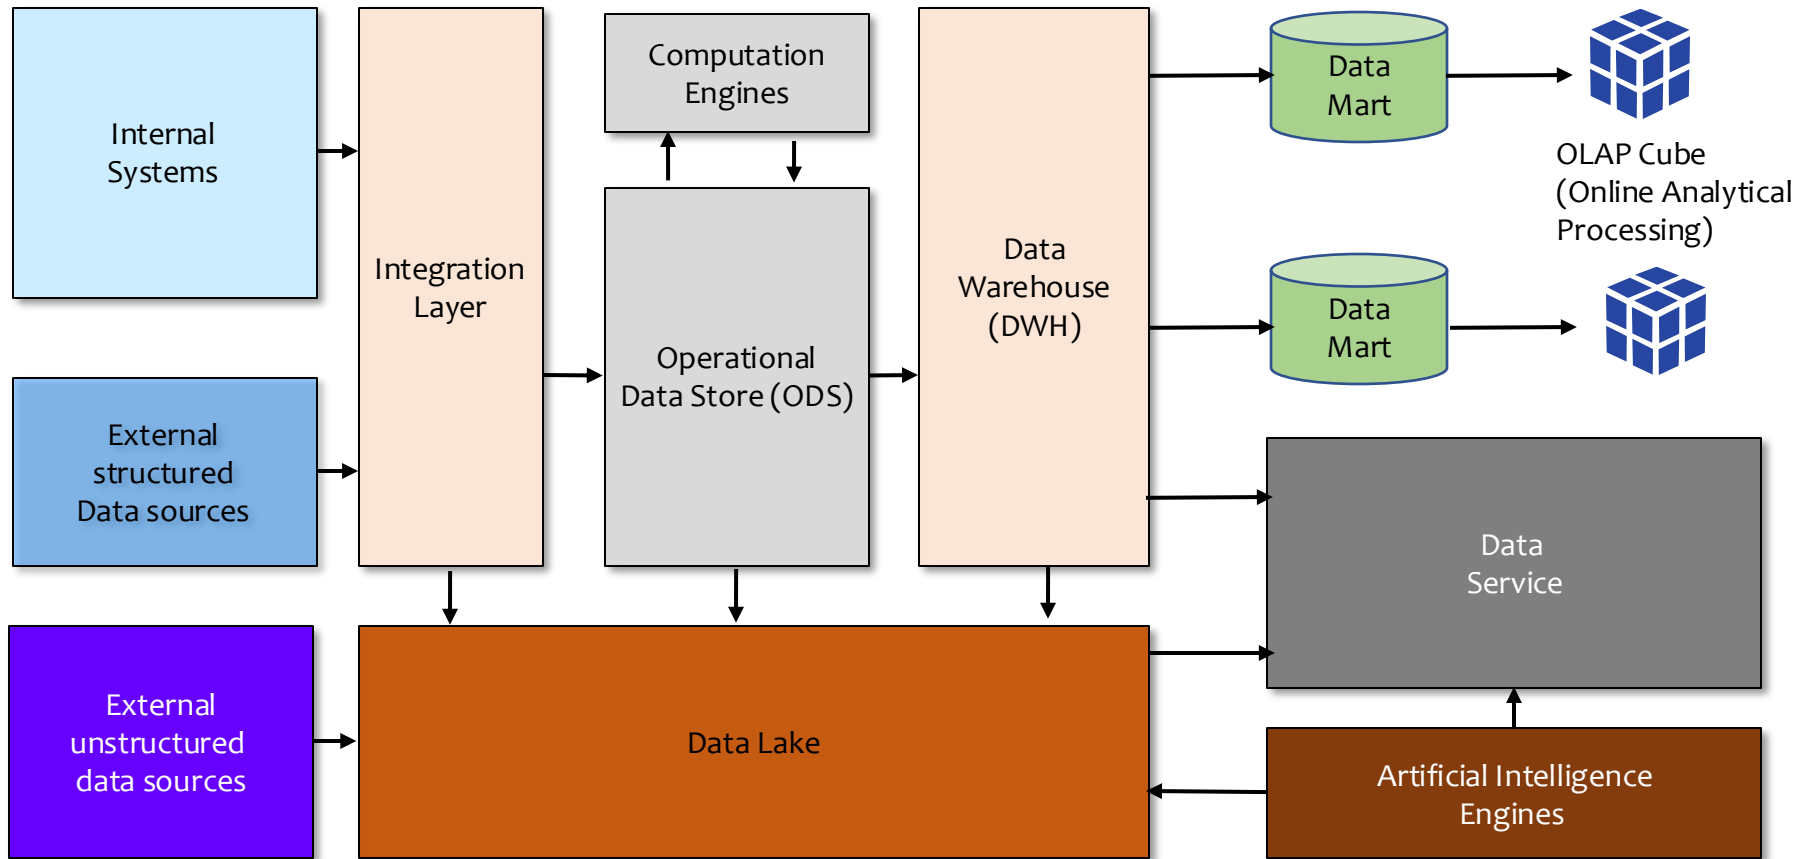 Internal
Systems
Integration
Layer
Computation
Engines
Operational
Data Store (ODS)
Data
Warehouse
(DWH)
Data
Mart
OLAP Cube
(Online Analytical
Processing)
Data
Mart
External
structured
Data sources
Data
Service
External
unstructured
data sources
Data Lake
Artificial Intelligence
Engines